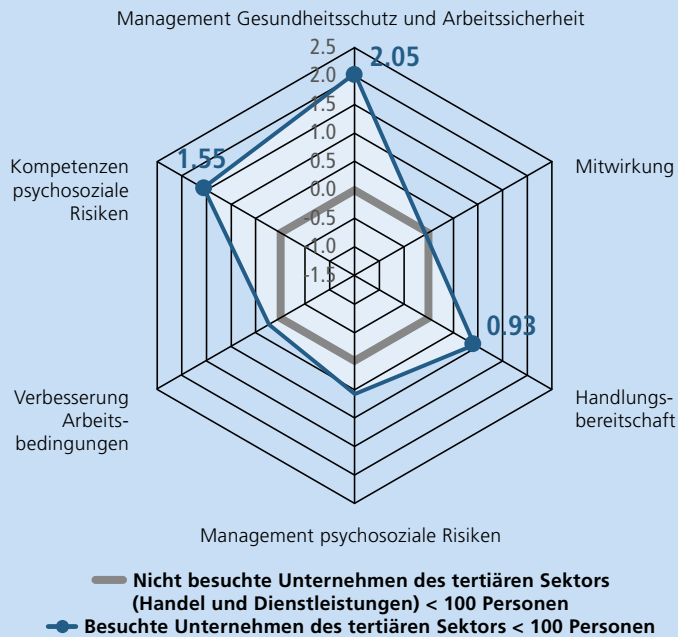 Management Gesundheitsschutz und Arbeitssicherheit
2.5
2.05
2.0
1.5
1.0
0.5
0.0
-0.5
-1.0
-1.5
1.55
Kompetenzen
psychosoziale
Risiken
Mitwirkung
0.93
Verbesserung
Arbeits-
bedingungen
Handlungs-
bereitschaft
Management psychosoziale Risiken
Nicht besuchte Unternehmen des tertiären Sektors
(Handel und Dienstleistungen) < 100 Personen
Besuchte Unternehmen des tertiären Sektors < 100 Personen